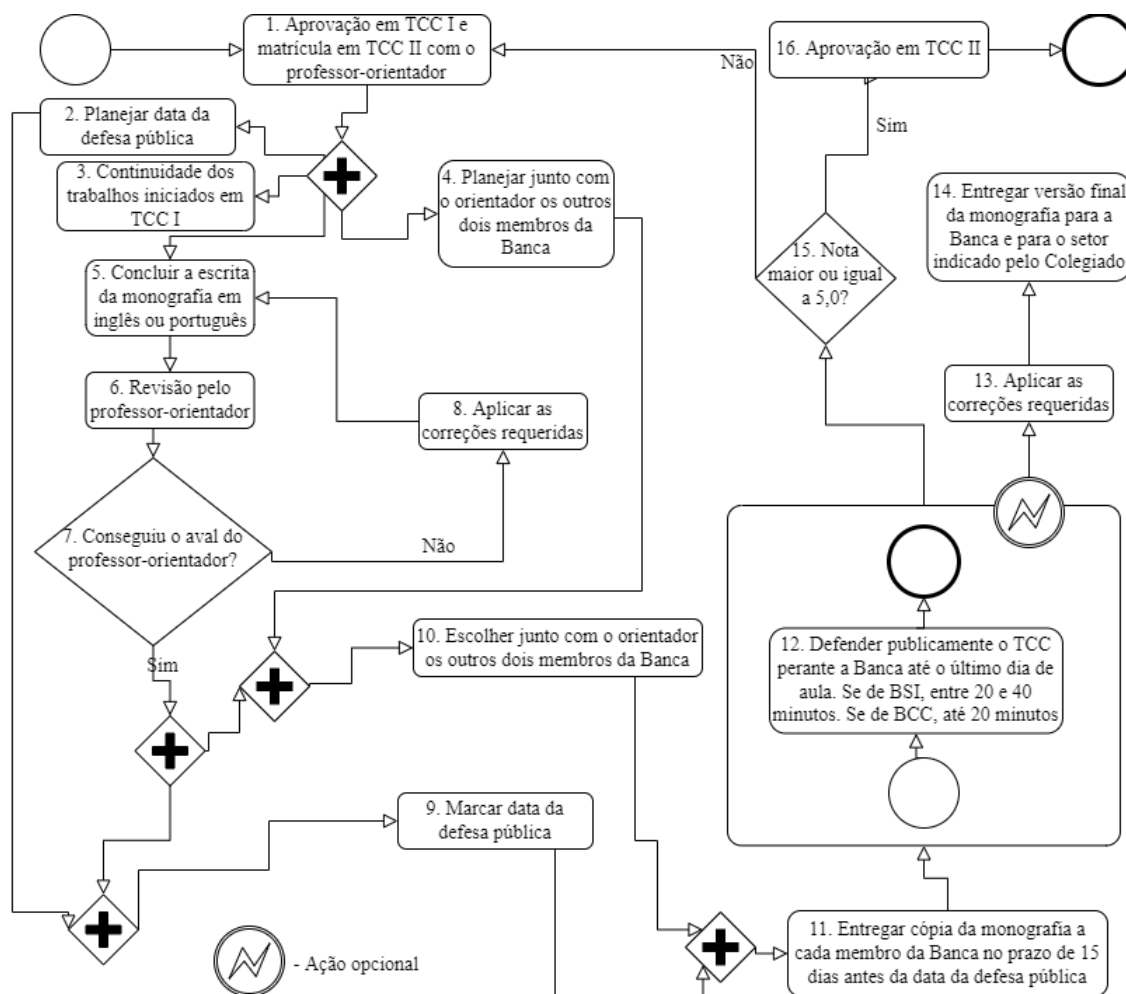 1. Aprovação em TCC I e
matrícula em TCC II com o
professor-orientador
16. Aprovação em TCC II
Não
2. Planejar data da
defesa pública
Sim
3. Continuidade dos
trabalhos iniciados em
TCC I
4. Planejar junto com
o orientador os outros
dois membros da
Banca
14. Entregar versão final
da monografia para a
Banca e para o setor
indicado pelo Colegiado
5. Concluir a escrita
da monografia em
inglês ou português
15. Nota
maior ou igual
a 5,0?
6. Revisão pelo
professor-orientador
8. Aplicar as
correções requeridas
13. Aplicar as
correções requeridas
7. Conseguiu o aval do
professor-orientador?
Não
Sim
10. Escolher junto com o orientador
os outros dois membros da Banca
12. Defender publicamente o TCC
perante a Banca até o último dia de
aula. Se de BSI, entre 20 e 40
minutos. Se de BCC, até 20 minutos
9. Marcar data da
defesa pública
11. Entregar cópia da monografia a
cada membro da Banca no prazo de 15
dias antes da data da defesa pública
- Ação opcional